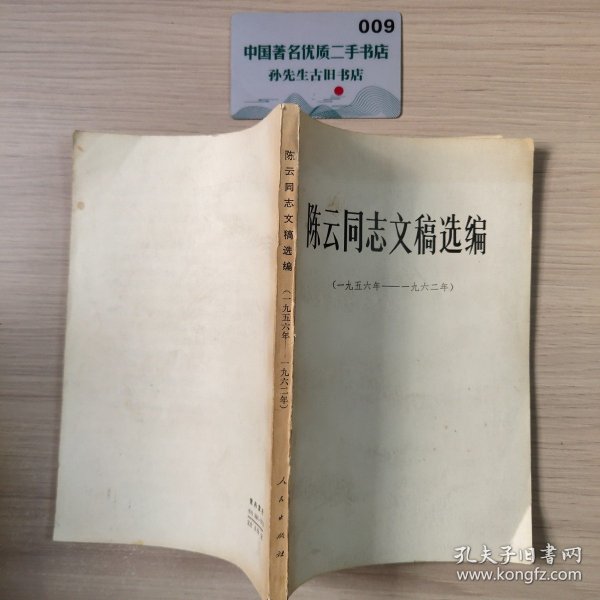 009
中国著名优质二手书店
孙先生古旧书店
陈云同志文稿选编
(一九五六年——一九六二年)
陈云同志文稿选编
(一九五六年——一九六二年)
人民出版社
孔夫子旧书网
www.kongfz.com